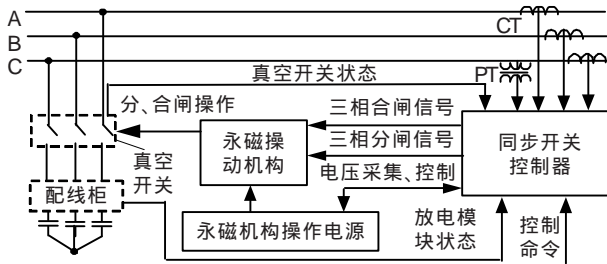 A
CT
B
C
真空开关状态
PT
分、合闸操作
三相合闸信号
永磁操
动机构
三相分闸信号
同步开关
控制器
真空
开关
电压采集、控制
配线柜
永磁机构操作电源
放电模
块状态
控制
命令